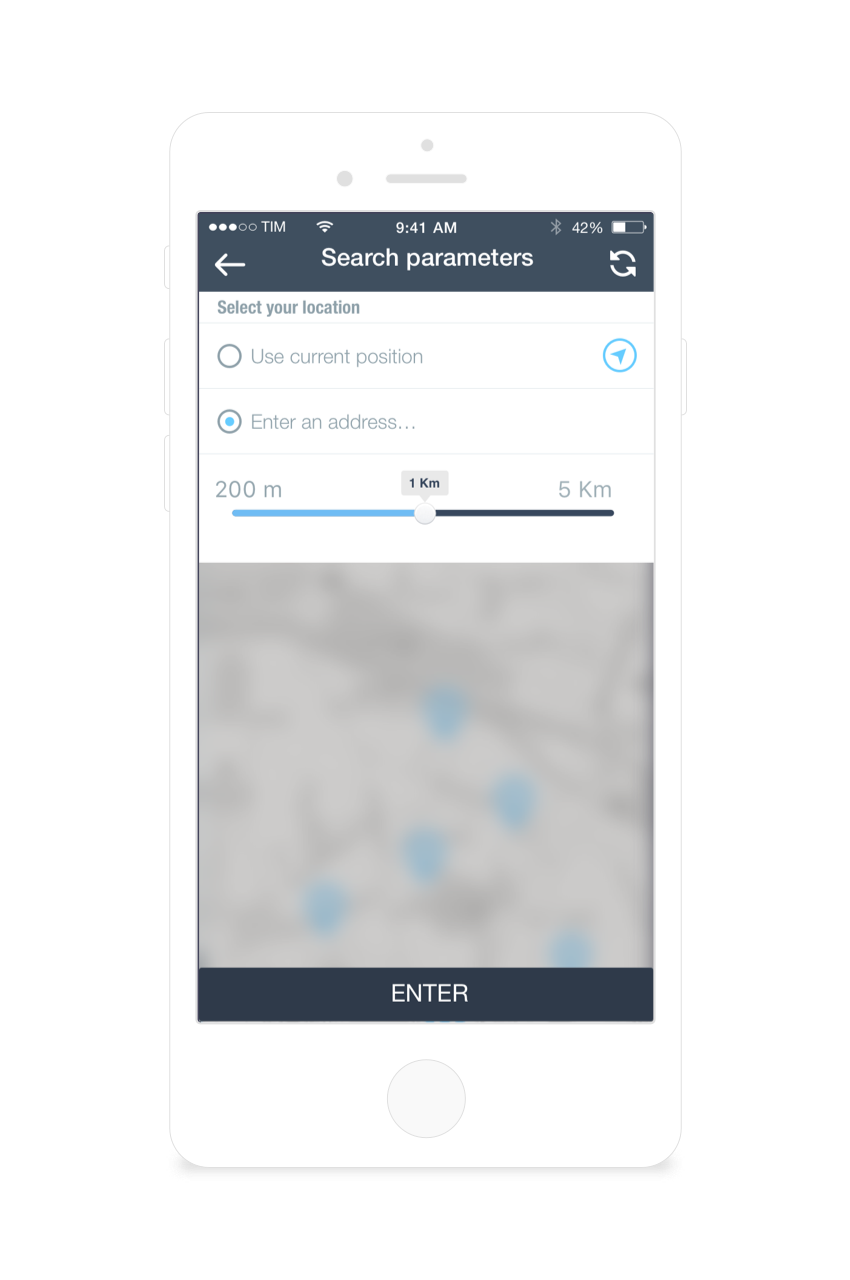 TIM 9:41 AM 42%
Search parameters
Select your location
Use current position
Enter an address...
1 Km
200 m 5 Km
ENTER